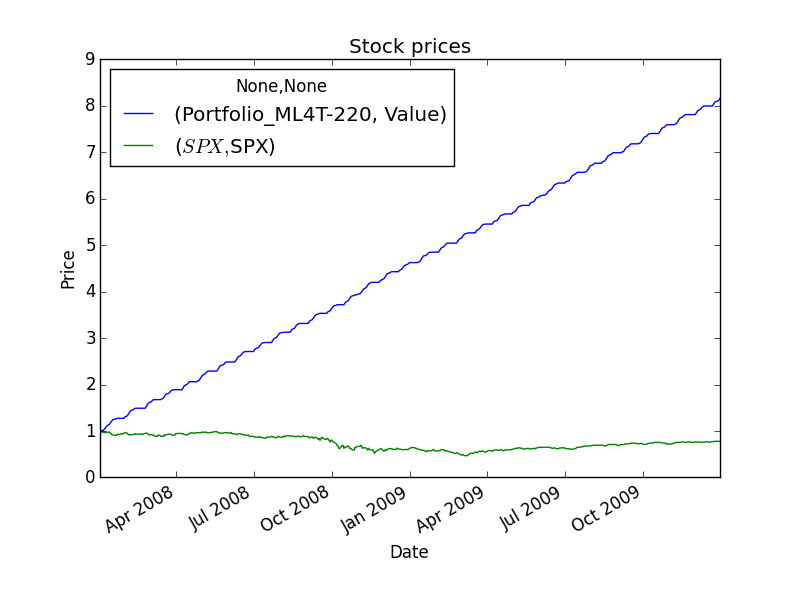 Stock prices
None,None
(Portfolio_ML4T-220, Value)
(SPX,SPX)
Price
9
8
7
6
5
4
3
2
1
0
Apr 2008
Jul 2008
Oct 2008
Jan 2009
Apr 2009
Jul 2009
Oct 2009
Date